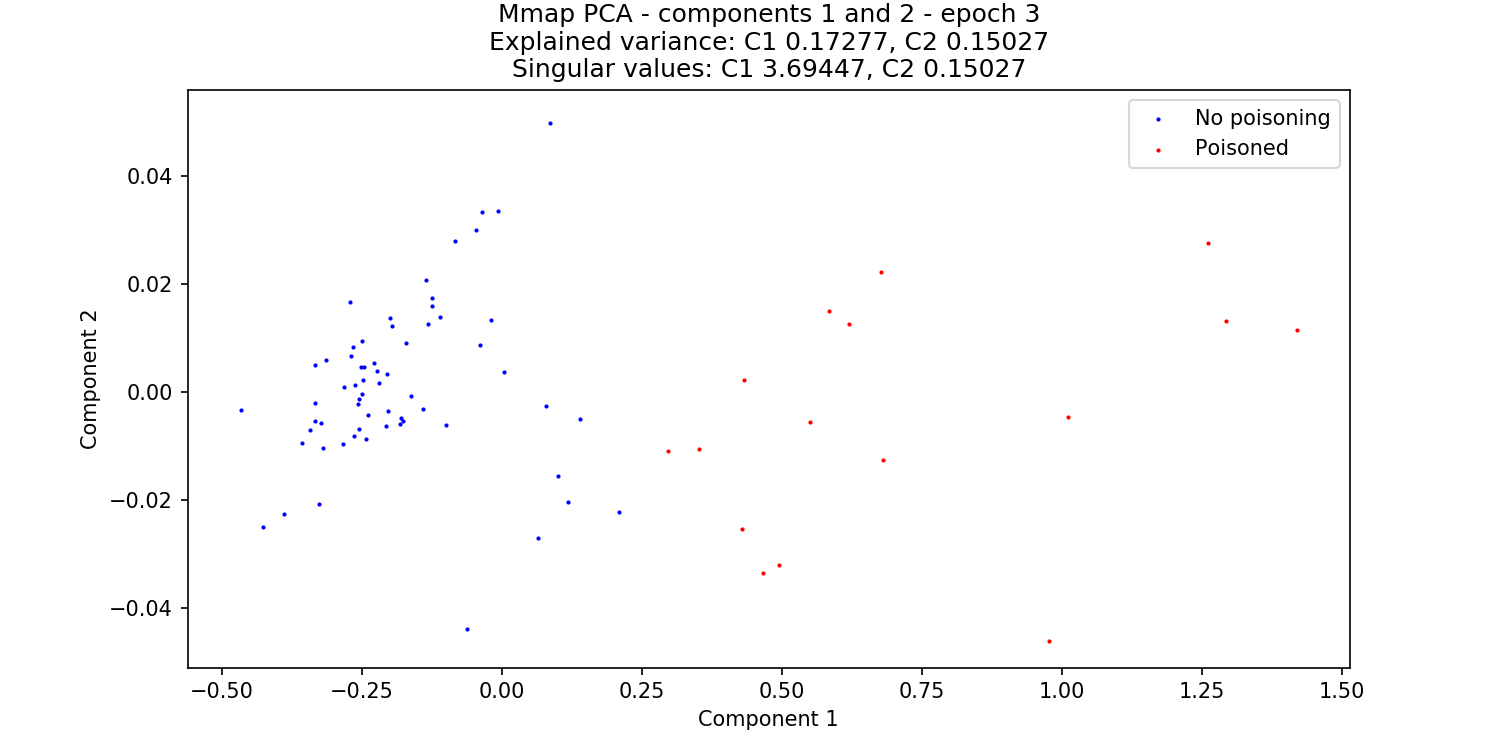 Mmap PCA - components 1 and 2 - epoch 3
Explained variance: C1 0.17277, C2 0.15027
Singular values: C1 3.69447, C2 0.15027
No poisoning
Poisoned
0.04
0.02
0.00
−0.02
−0.04
Component 2
−0.50
−0.25
0.00
0.25
0.50
0.75
1.00
1.25
1.50
Component 1